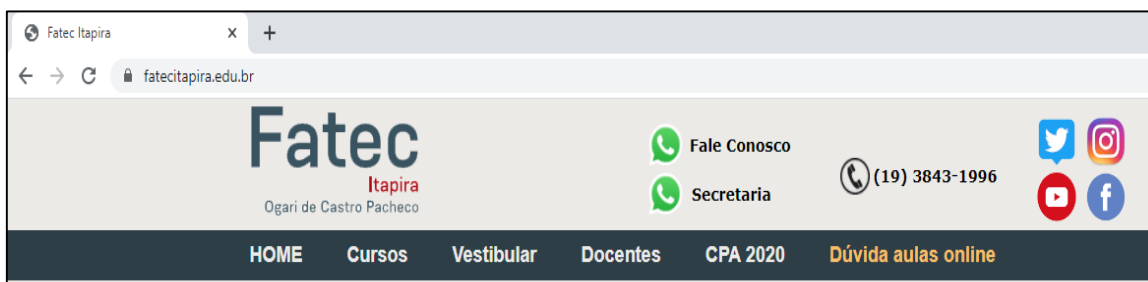 Fatec Itapira
fatecitapira.edu.br
Fatec
Itapira
Ogari de Castro Pacheco
Fale Conosco
Secretaria
(19) 3843-1996
HOME Cursos Vestibular Docentes CPA 2020 Dúvida aulas online